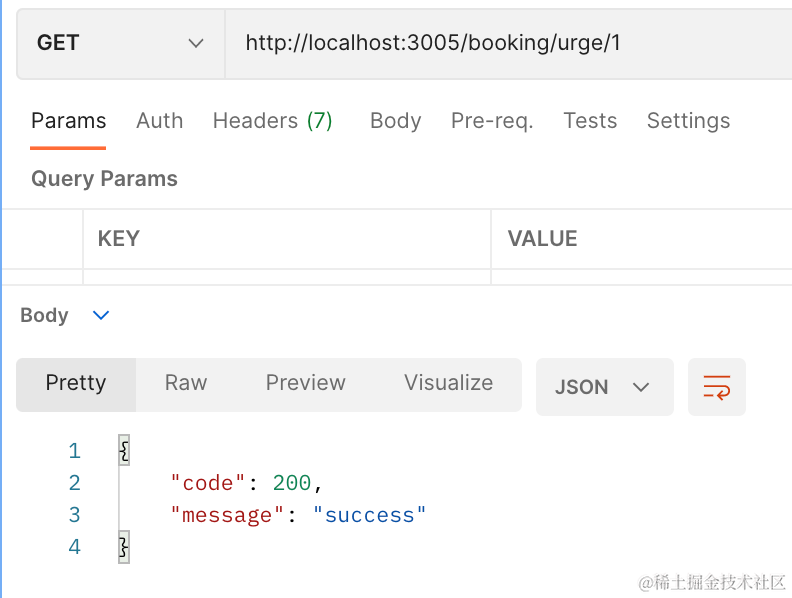 GET http://localhost:3005/booking/urge/1
Params Auth Headers (7) Body Pre-req. Tests Settings
Query Params
KEY VALUE
Body
Pretty Raw Preview Visualize JSON
1 {
2 "code": 200,
3 "message": "success"
4 }
@稀土掘金技术社区